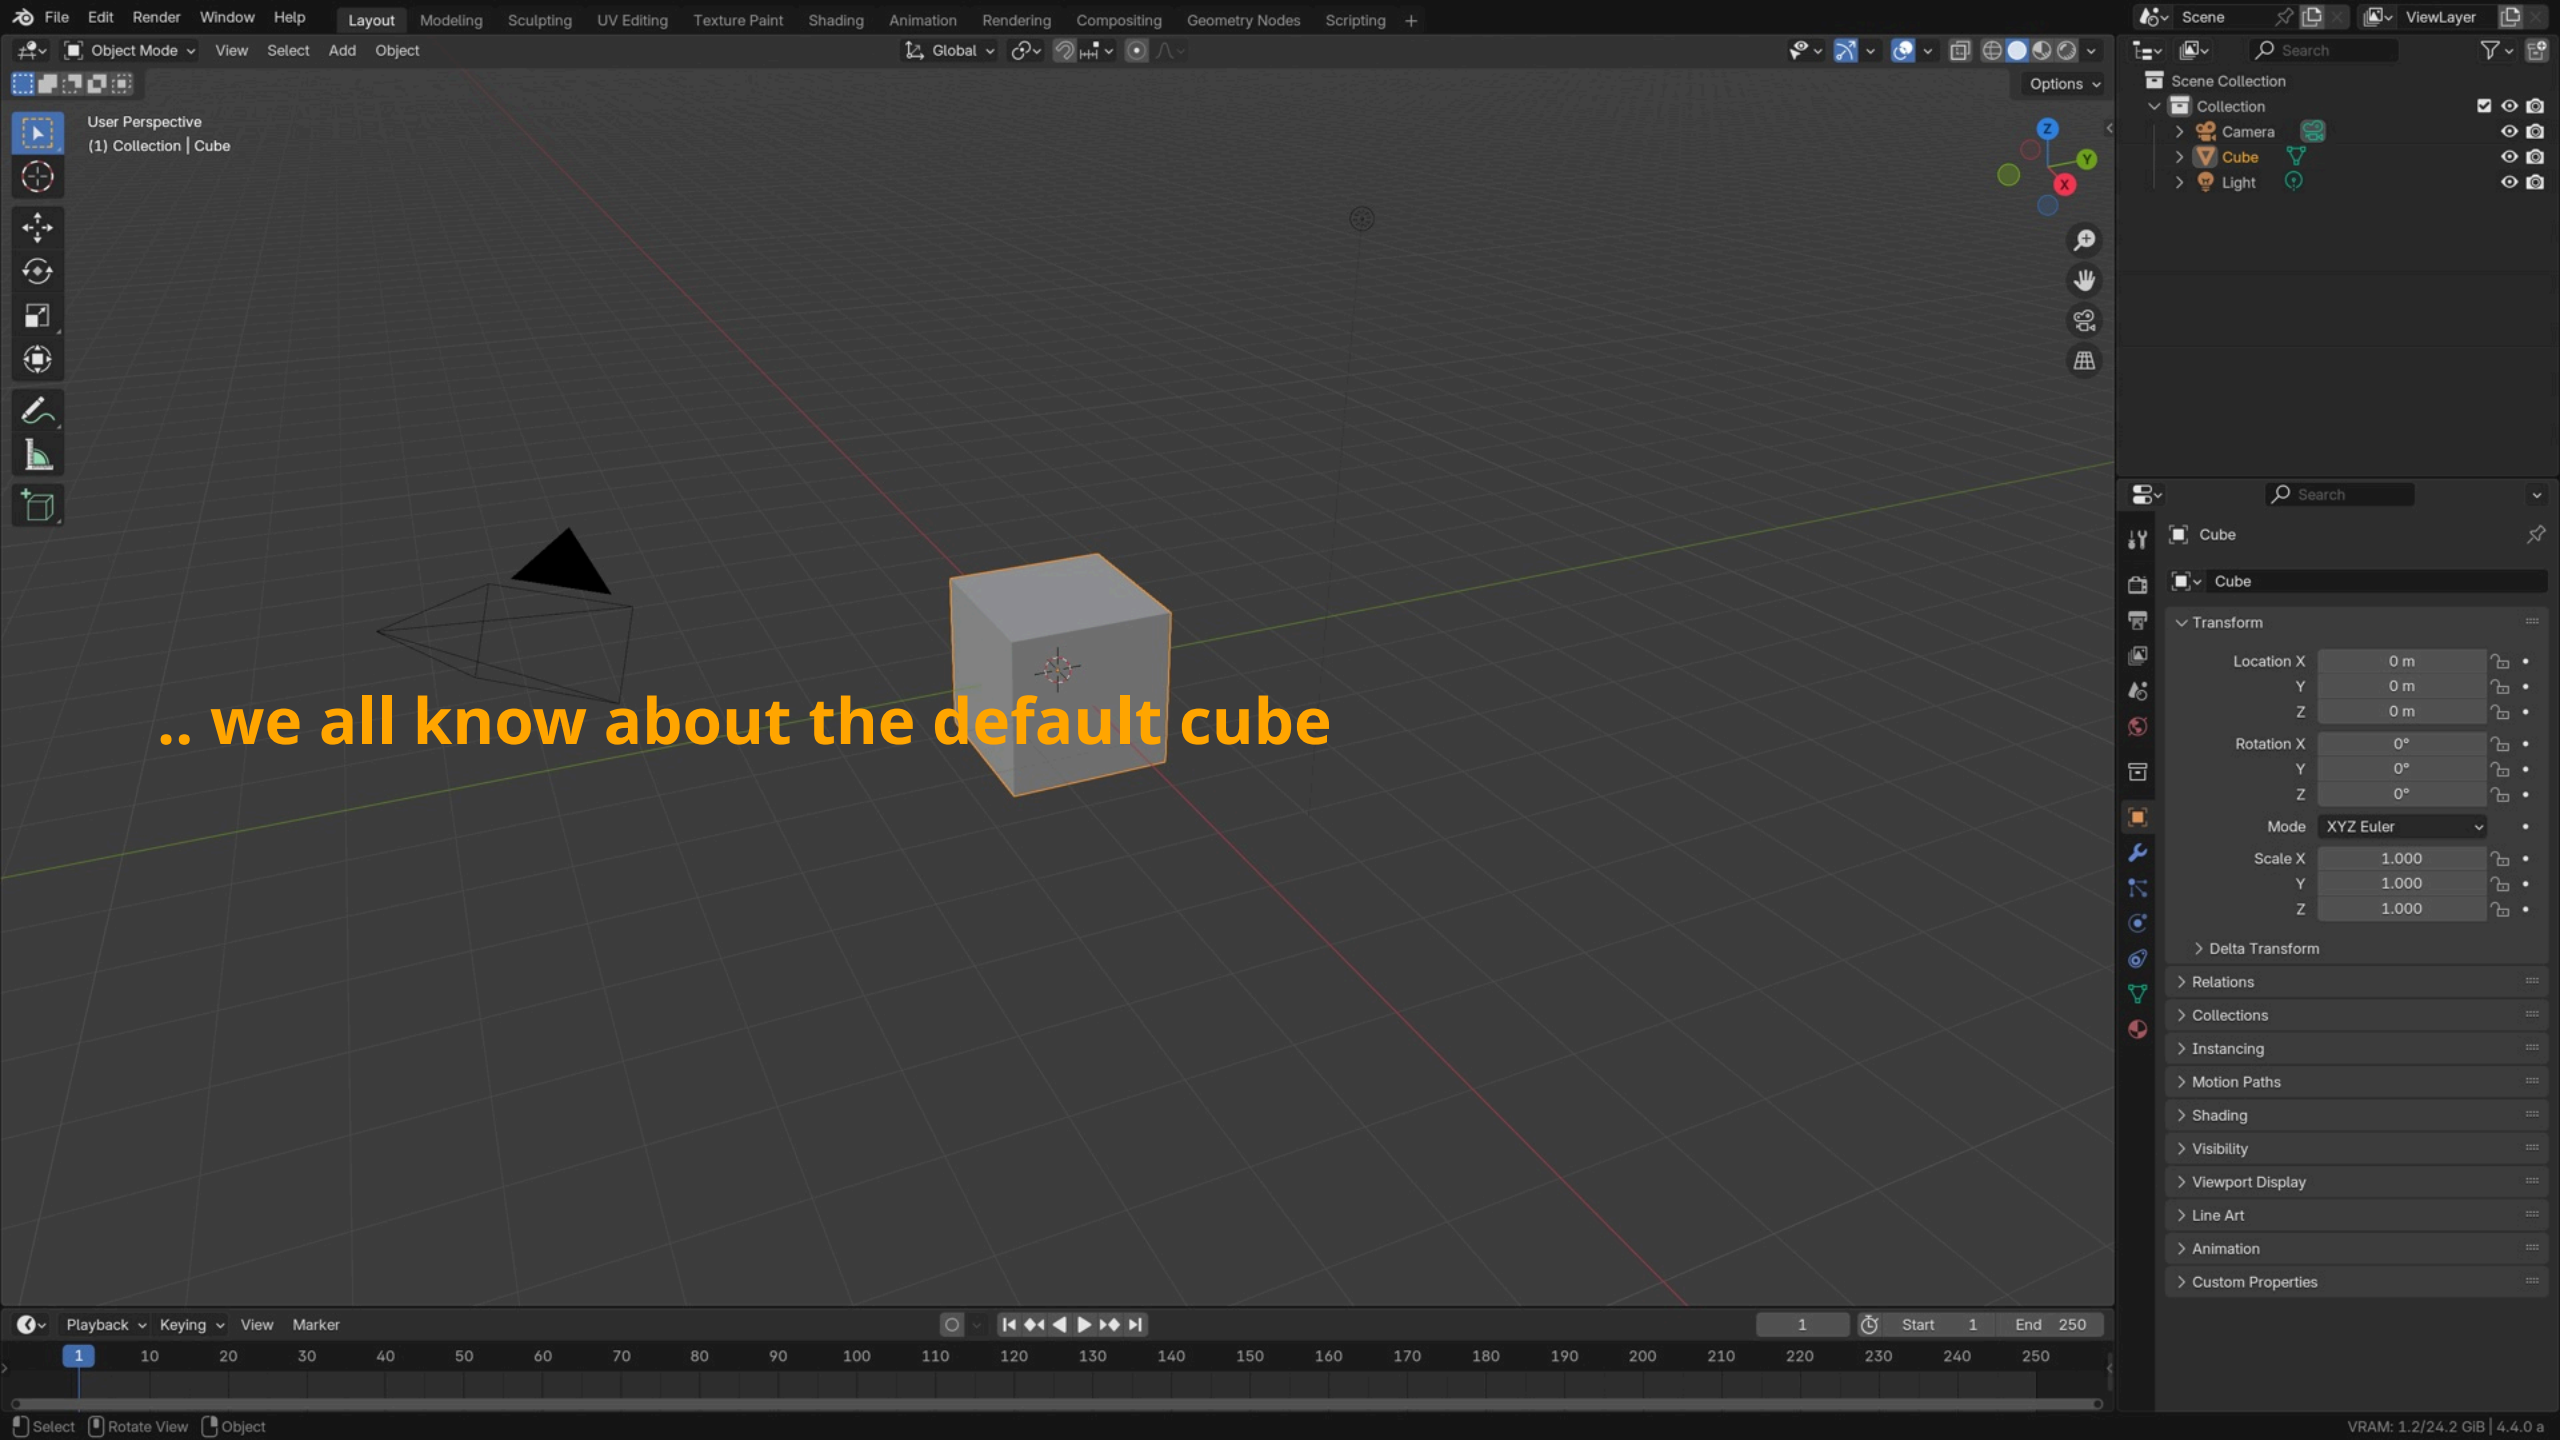 File Edit Render Window Help Layout Modeling Sculpting UV Editing Texture Paint Shading Animation Rendering Compositing Geometry Nodes Scripting + Scene ViewLayer
Object Mode View Select Add Object Global Search
Options
Scene Collection
Collection
Camera
Cube
Light
User Perspective
(1) Collection | Cube
Z
Y
X
.. we all know about the default cube
Search
Cube
Cube
Transform
Location X 0 m
Y 0 m
Z 0 m
Rotation X 0°
Y 0°
Z 0°
Mode XYZ Euler
Scale X 1.000
Y 1.000
Z 1.000
Delta Transform
Relations
Collections
Instancing
Motion Paths
Shading
Visibility
Viewport Display
Line Art
Animation
Custom Properties
Playback Keying View Marker 1 Start 1 End 250
1 10 20 30 40 50 60 70 80 90 100 110 120 130 140 150 160 170 180 190 200 210 220 230 240 250
Select Rotate View Object VRAM: 1.2/24.2 GiB | 4.4.0 a